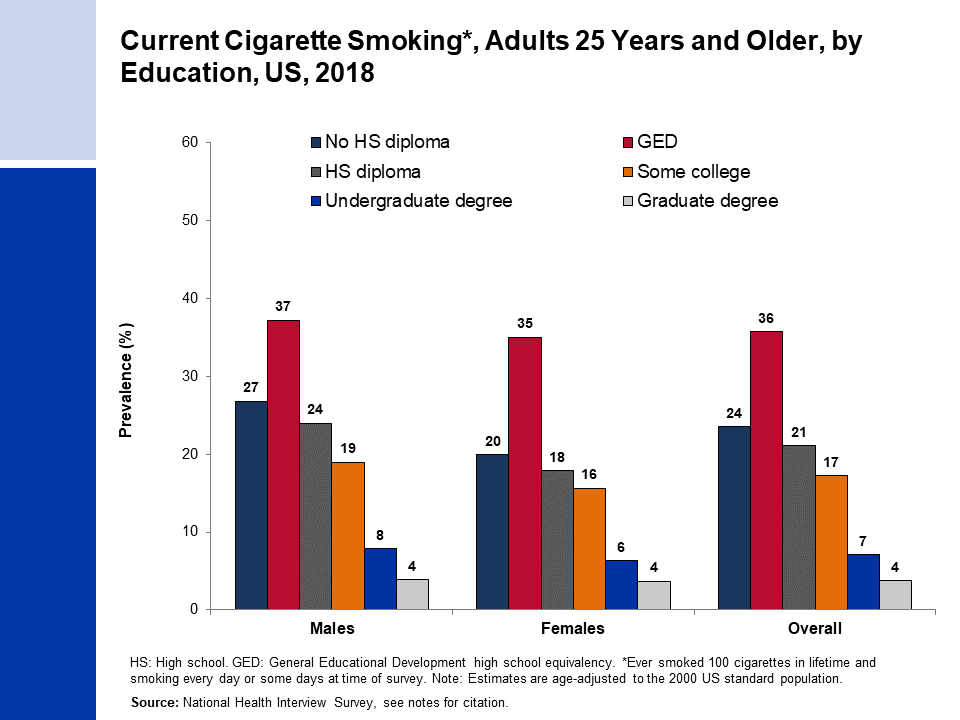 Current Cigarette Smoking*, Adults 25 Years and Older, by
Education, US, 2018
60
50
40
30
20
10
0
Prevalence (%)
No HS diploma
GED
HS diploma
Some college
Undergraduate degree
Graduate degree
27
37
24
19
8
4
20
35
18
16
6
4
24
36
21
17
7
4
Males
Females
Overall
HS: High school. GED: General Educational Development high school equivalency. *Ever smoked 100 cigarettes in lifetime and
smoking every day or some days at time of survey. Note: Estimates are age-adjusted to the 2000 US standard population.
Source: National Health Interview Survey, see notes for citation.